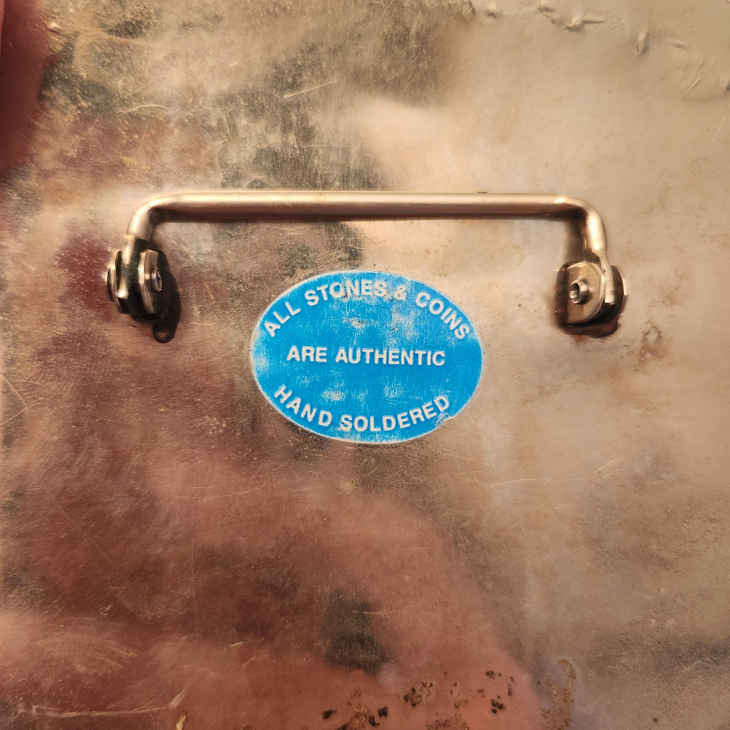 ALL STONES & COINS
ARE AUTHENTIC
HAND SOLDERED